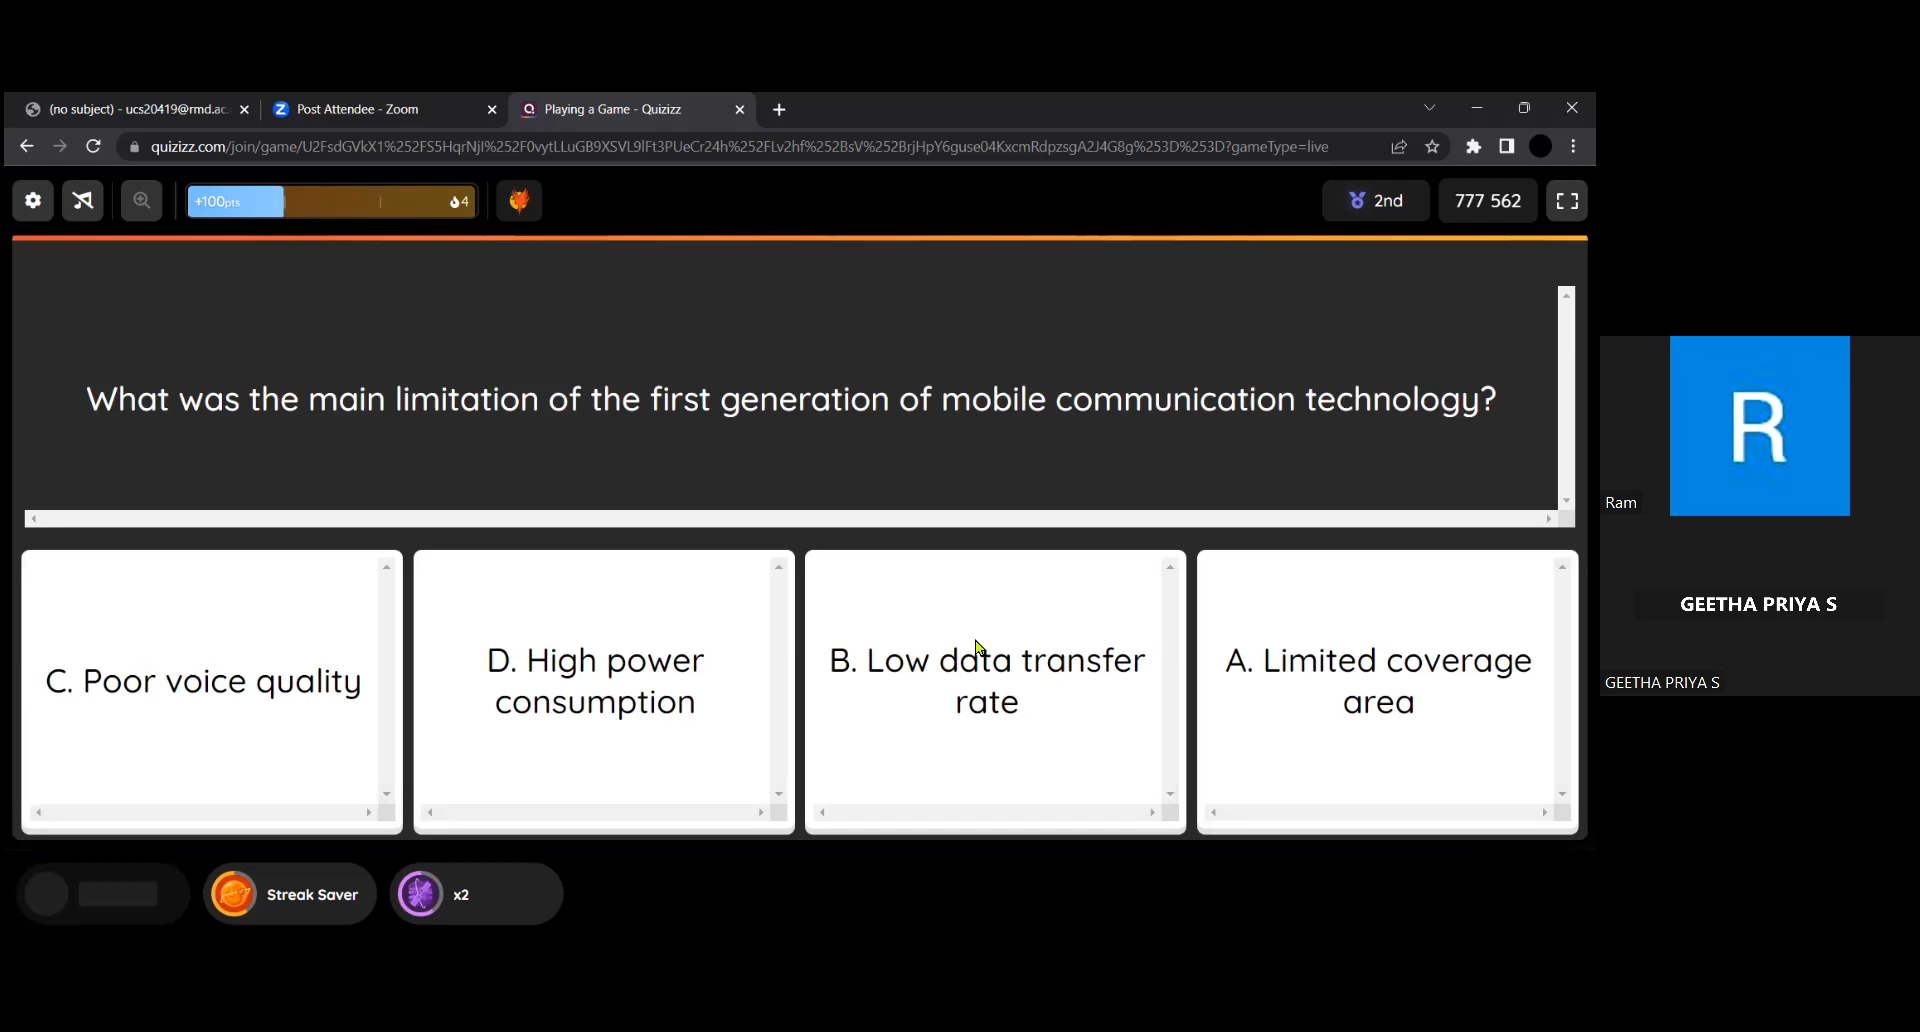 (no subject) - ucs20419@rmd.ac.
Post Attendee - Zoom
Playing a Game - Quizizz
quizizz.com/join/game/U2FsdGVkX1%252FS5HqrNjI%252F0vytLLuGB9XSVL9lFt3PUeCr24h%252FLv2hf%252BsV%252BrjHpY6guse04KxcmRdpzsgA2J4G8g%253D%253D?gameType=live
+100pts
4
2nd
777 562
What was the main limitation of the first generation of mobile communication technology?
C. Poor voice quality
D. High power
consumption
B. Low data transfer
rate
A. Limited coverage
area
Streak Saver
x2
R
Ram
GEETHA PRIYA S
GEETHA PRIYA S